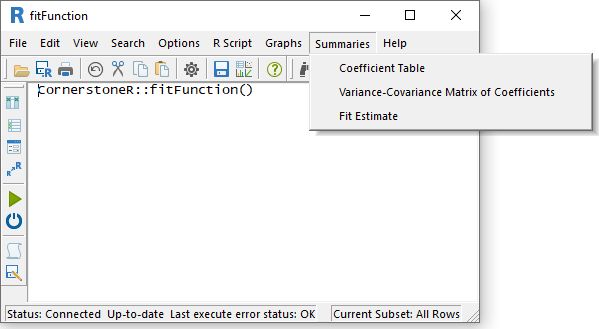 R fitFunction
File Edit View Search Options R Script Graphs Summaries Help
Coefficient Table
Variance-Covariance Matrix of Coefficients
Fit Estimate
CornerstoneR::fitFunction()
Status: Connected Up-to-date Last execute error status: OK Current Subset: All Rows